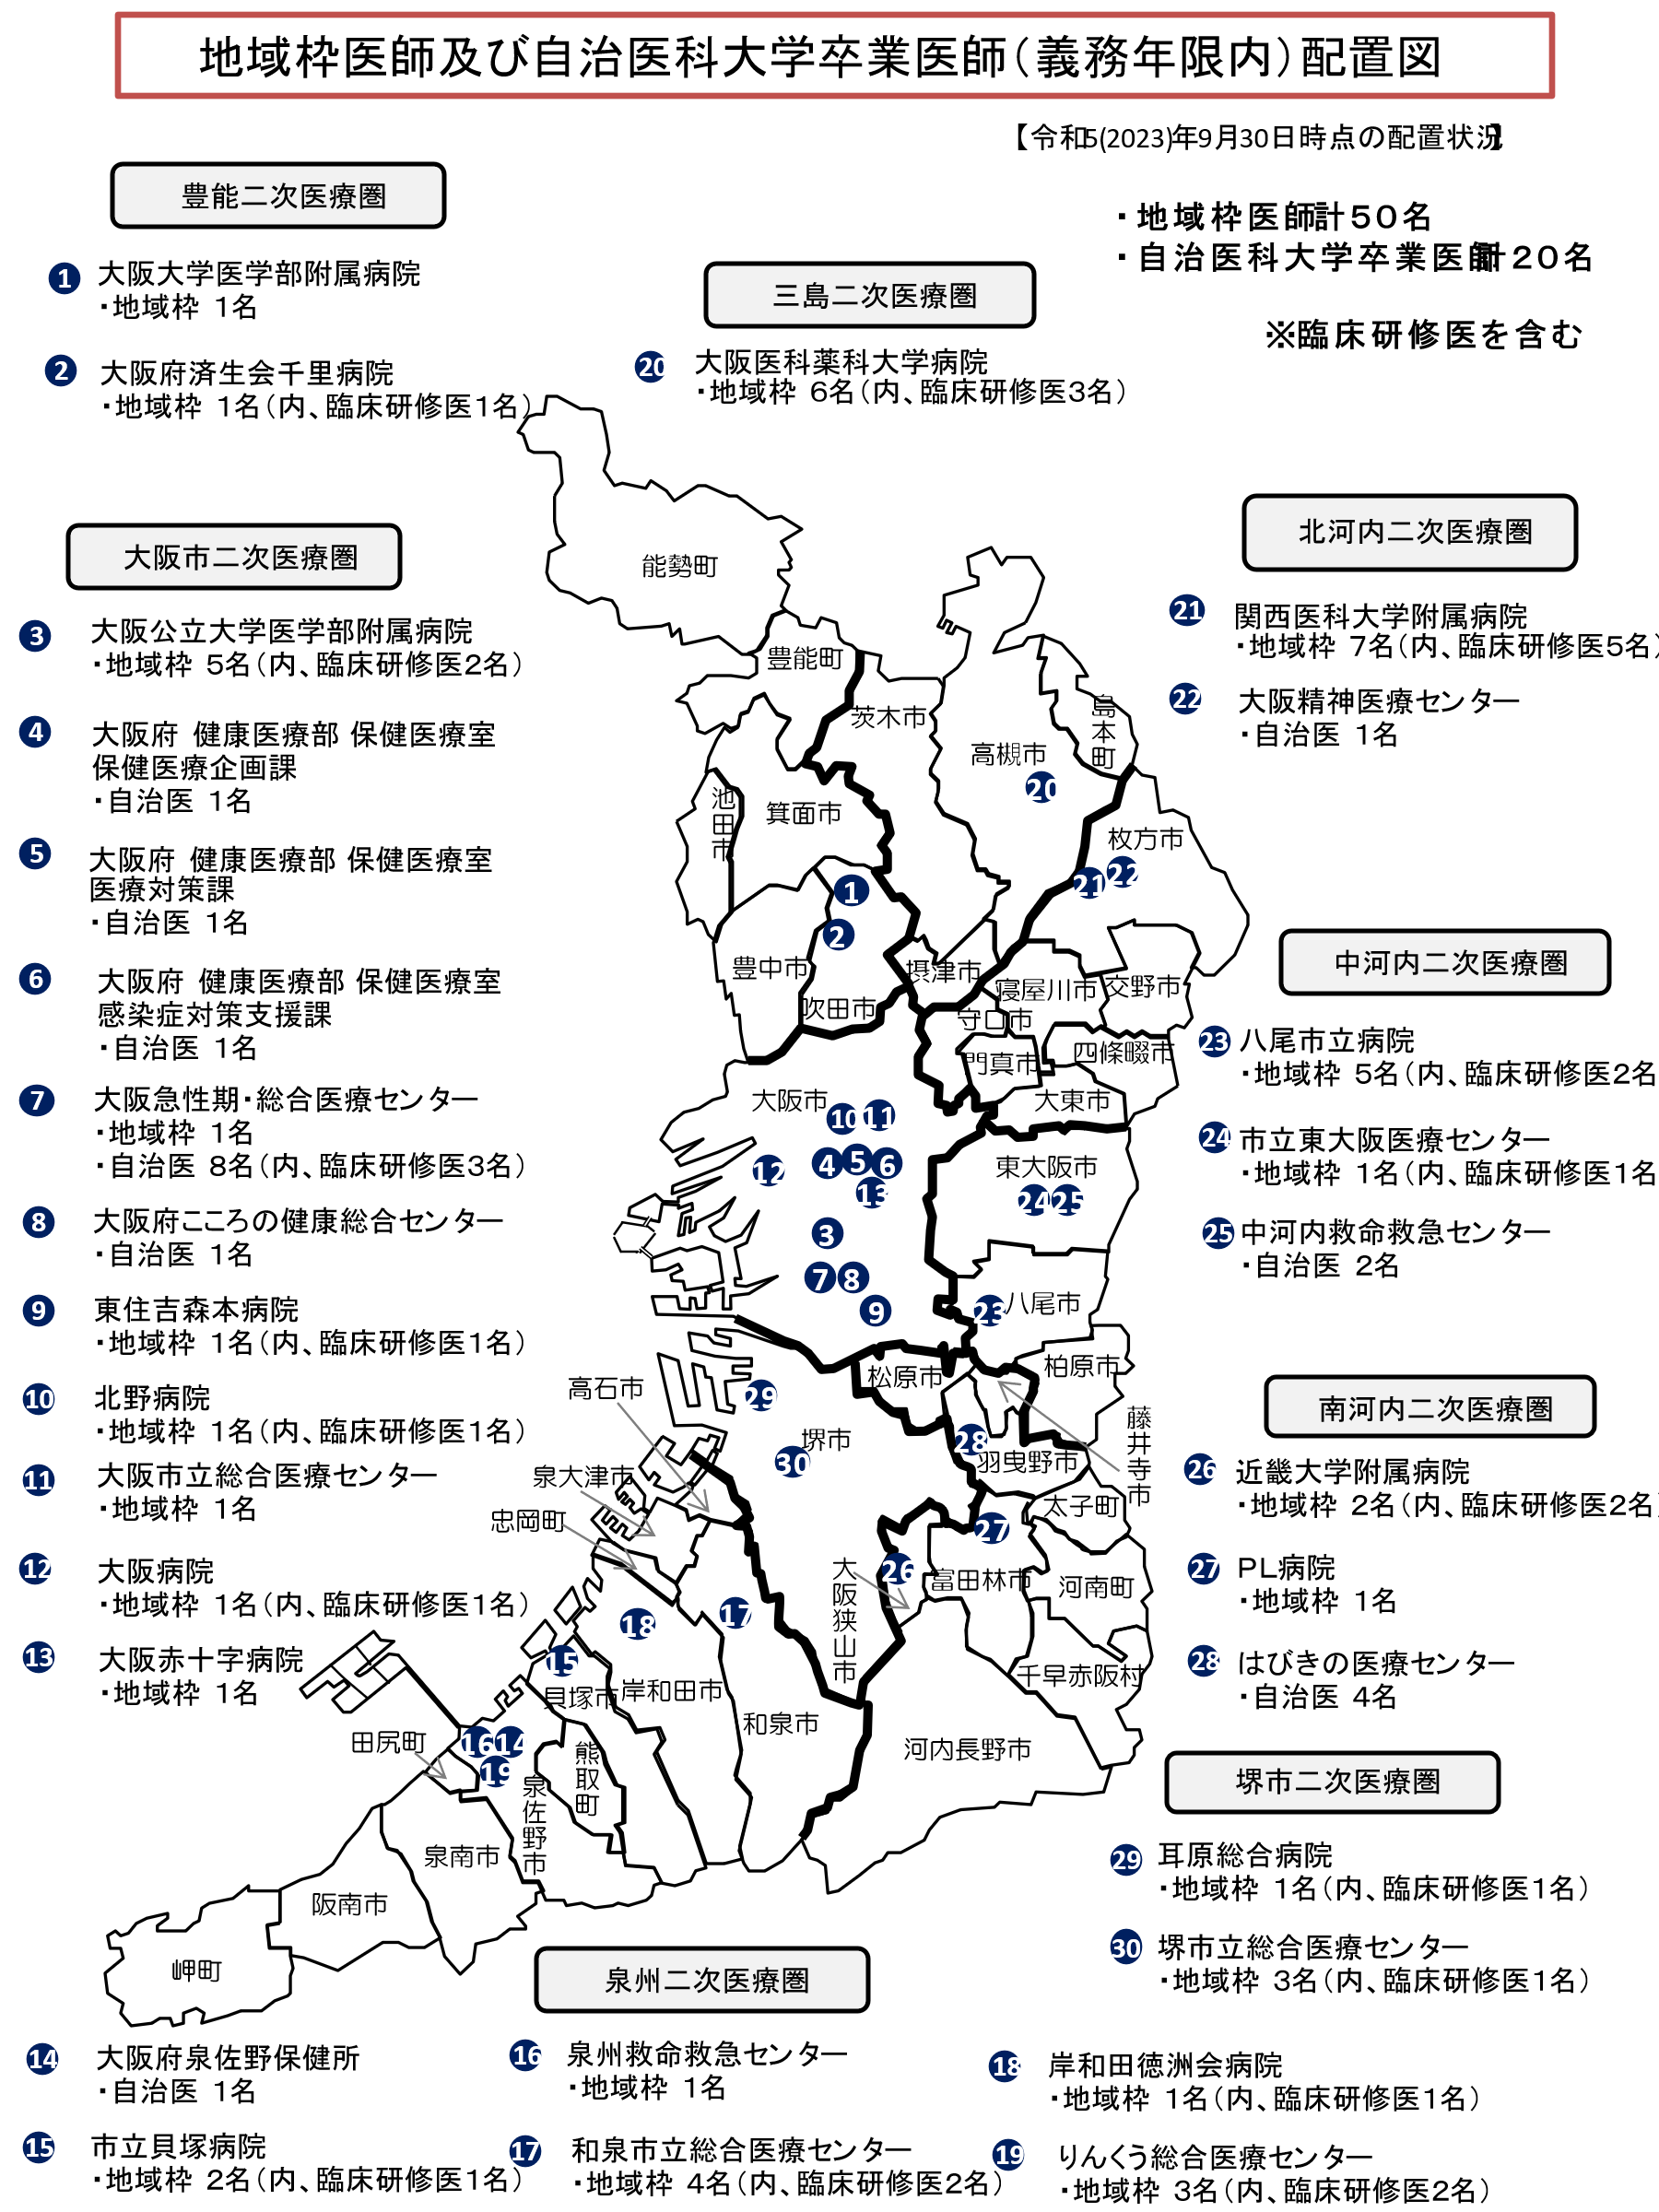 地域枠医師及び自治医科大学卒業医師（義務年限内）配置図
【令和5(2023)年9月30日時点の配置状況】
・地域枠医師計５０名
・自治医科大学卒業医師計２０名
※臨床研修医を含む
豊能二次医療圏
1 大阪大学医学部附属病院
・地域枠 1名
2 大阪府済生会千里病院
・地域枠 1名（内、臨床研修医1名）
三島二次医療圏
20 大阪医科薬科大学病院
・地域枠 6名（内、臨床研修医3名）
大阪市二次医療圏
3 大阪公立大学医学部附属病院
・地域枠 5名（内、臨床研修医2名）
4 大阪府 健康医療部 保健医療室
保健医療企画課
・自治医 1名
5 大阪府 健康医療部 保健医療室
医療対策課
・自治医 1名
6 大阪府 健康医療部 保健医療室
感染症対策支援課
・自治医 1名
7 大阪急性期・総合医療センター
・地域枠 1名
・自治医 8名（内、臨床研修医3名）
8 大阪府こころの健康総合センター
・自治医 1名
9 東住吉森本病院
・地域枠 1名（内、臨床研修医1名）
10 北野病院
・地域枠 1名（内、臨床研修医1名）
11 大阪市立総合医療センター
・地域枠 1名
12 大阪病院
・地域枠 1名（内、臨床研修医1名）
13 大阪赤十字病院
・地域枠 1名
北河内二次医療圏
21 関西医科大学附属病院
・地域枠 7名（内、臨床研修医5名）
22 大阪精神医療センター
・自治医 1名
中河内二次医療圏
23 八尾市立病院
・地域枠 5名（内、臨床研修医2名
24 市立東大阪医療センター
・地域枠 1名（内、臨床研修医1名
25 中河内救命救急センター
・自治医 2名
南河内二次医療圏
26 近畿大学附属病院
・地域枠 2名（内、臨床研修医2名）
27 PL病院
・地域枠 1名
28 はびきの医療センター
・自治医 4名
堺市二次医療圏
29 耳原総合病院
・地域枠 1名（内、臨床研修医1名）
30 堺市立総合医療センター
・地域枠 3名（内、臨床研修医1名）
能勢町
豊能町
茨木市
島本町
高槻市
20
池田市
箕面市
枚方市
21 22
1
2
豊中市
摂津市
寝屋川市
交野市
吹田市
守口市
門真市
四條畷市
大阪市
大東市
10 11
12
4 5 6
13
東大阪市
24 25
3
7 8
9
八尾市
23
松原市
柏原市
高石市
29
藤井寺市
堺市
30
28
羽曳野市
泉大津市
太子町
忠岡町
27
大阪狭山市
26
富田林市
河南町
17
18
15
貝塚市
岸和田市
千早赤阪村
和泉市
河内長野市
田尻町
16 14
19
熊取町
泉佐野市
泉南市
阪南市
岬町
泉州二次医療圏
14 大阪府泉佐野保健所
・自治医 1名
15 市立貝塚病院
・地域枠 2名（内、臨床研修医1名）
16 泉州救命救急センター
・地域枠 1名
17 和泉市立総合医療センター
・地域枠 4名（内、臨床研修医2名）
18 岸和田徳洲会病院
・地域枠 1名（内、臨床研修医1名）
19 りんくう総合医療センター
・地域枠 3名（内、臨床研修医2名）